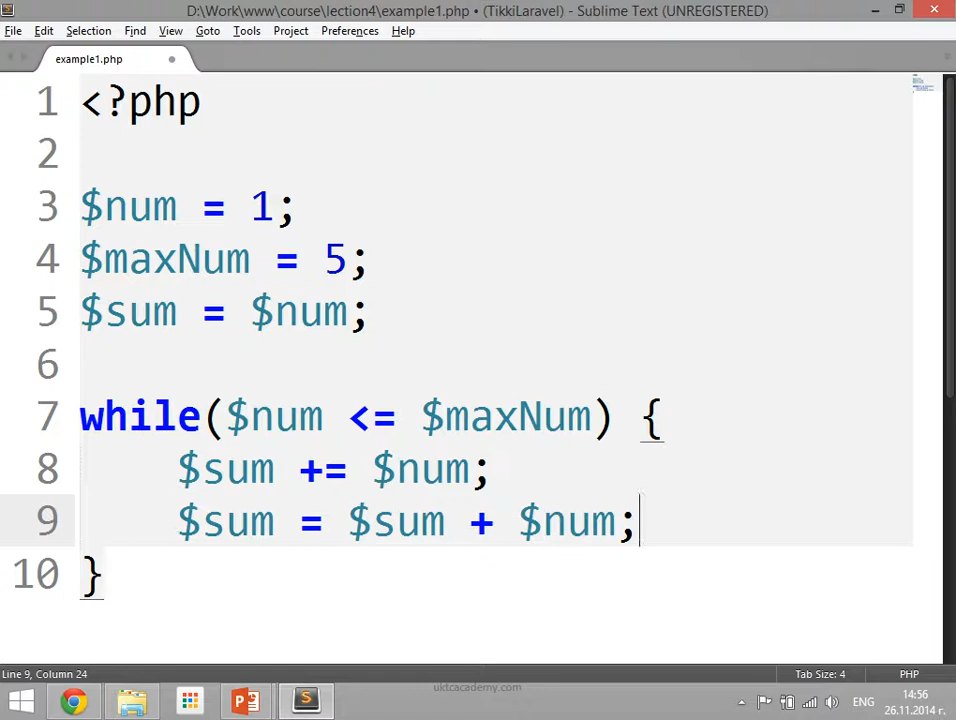 D:\Work\www\course\lection4\example1.php • (TikkiLaravel) - Sublime Text (UNREGISTERED)
File Edit Selection Find View Goto Tools Project Preferences Help
example1.php
1 <?php
2
3 $num = 1;
4 $maxNum = 5;
5 $sum = $num;
6
7 while($num <= $maxNum) {
8 $sum += $num;
9 $sum = $sum + $num;
10 }
Line 9, Column 24 Tab Size: 4 PHP
uktcacademy.com
ENG 14:56
26.11.2014 г.